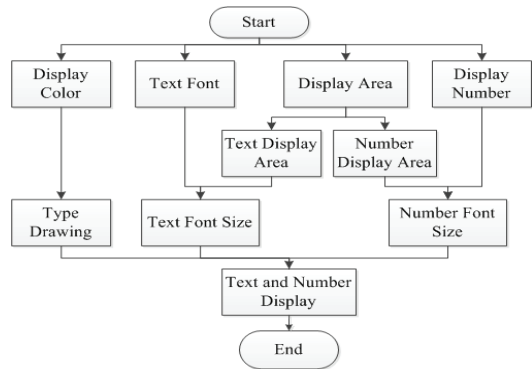 Start
Display
Color
Text Font
Display Area
Display
Number
Text Display
Area
Number
Display Area
Type
Drawing
Text Font Size
Number Font
Size
Text and Number
Display
End